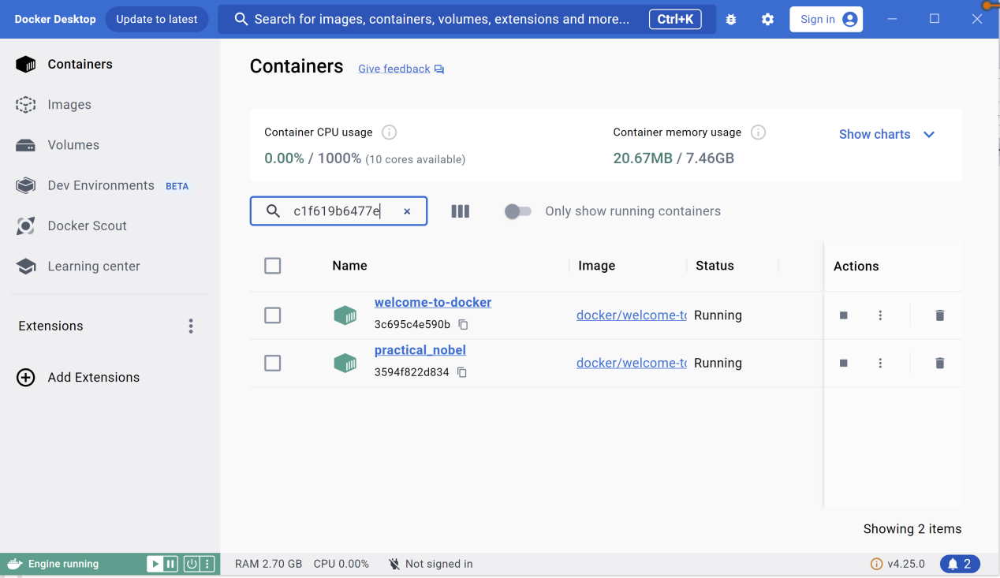 Docker Desktop
Update to latest
Search for images, containers, volumes, extensions and more...
Ctrl+K
Sign in
Containers
Images
Volumes
Dev Environments BETA
Docker Scout
Learning center
Extensions
Add Extensions
Containers
Give feedback
Container CPU usage
0.00% / 1000% (10 cores available)
Container memory usage
20.67MB / 7.46GB
Show charts
c1f619b6477e
Only show running containers
Name Image Status Actions
welcome-to-docker
3c695c4e590b
docker/welcome-to
Running
practical_nobel
3594f822d834
docker/welcome-to
Running
Showing 2 items
Engine running
RAM 2.70 GB CPU 0.00% Not signed in
v4.25.0
2